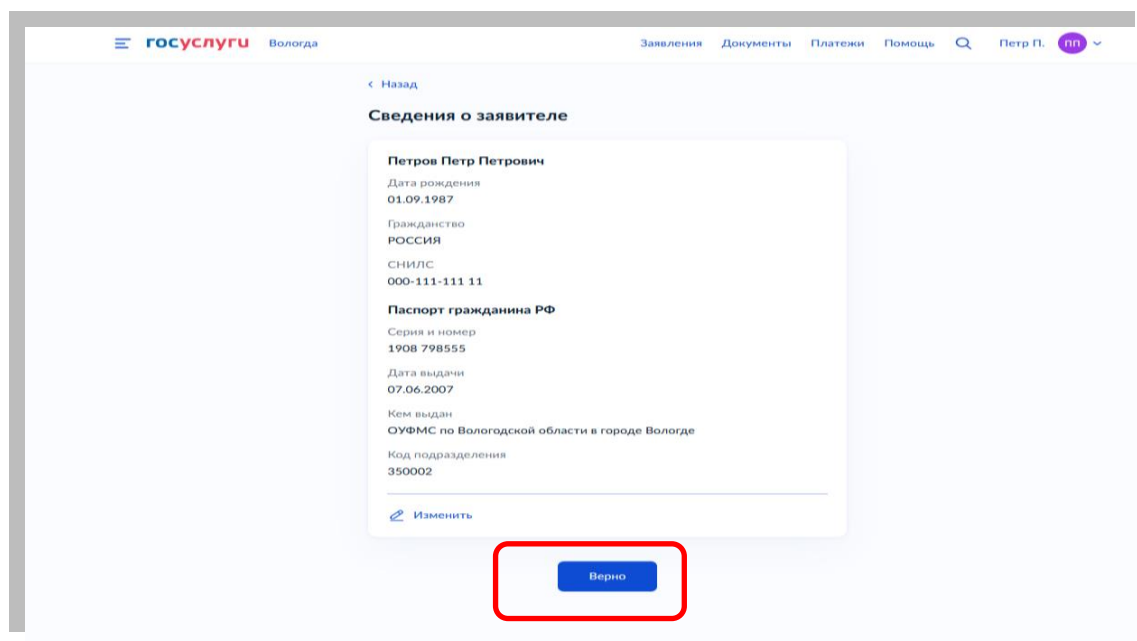 госуслуги Вологда Заявления Документы Платежи Помощь Петр П. ПП
Назад
Сведения о заявителе
Петров Петр Петрович
Дата рождения
01.09.1987
Гражданство
РОССИЯ
СНИЛС
000-111-111 11
Паспорт гражданина РФ
Серия и номер
1908 798555
Дата выдачи
07.06.2007
Кем выдан
ОУФМС по Вологодской области в городе Вологде
Код подразделения
350002
Изменить
Верно